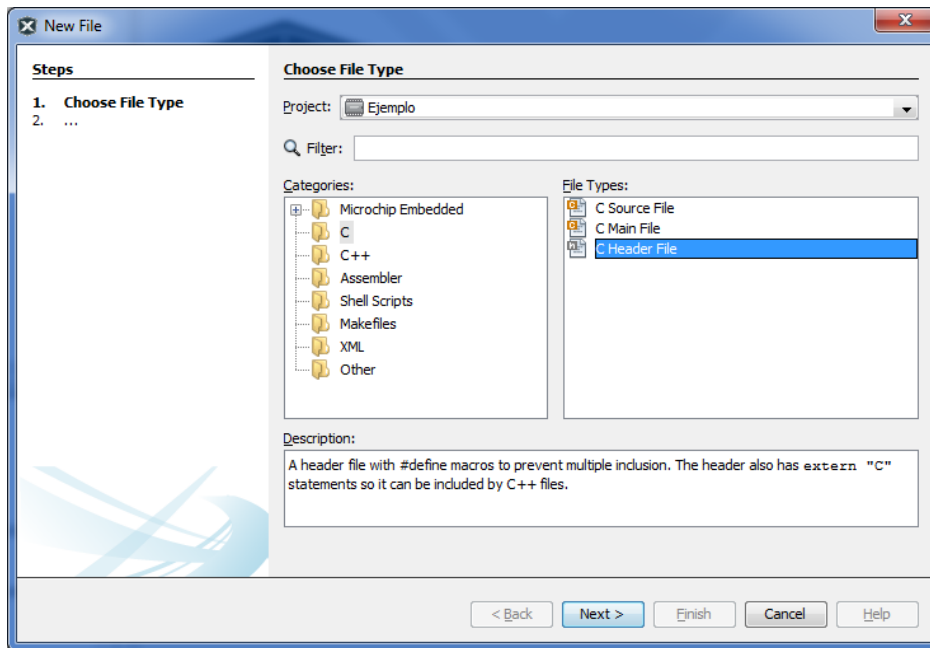 New File
Steps
1. Choose File Type
2. ...
Choose File Type
Project: Ejemplo
Filter:
Categories:
Microchip Embedded
C
C++
Assembler
Shell Scripts
Makefiles
XML
Other
File Types:
C Source File
C Main File
C Header File
Description:
A header file with #define macros to prevent multiple inclusion. The header also has extern "C"
statements so it can be included by C++ files.
< Back Next > Finish Cancel Help